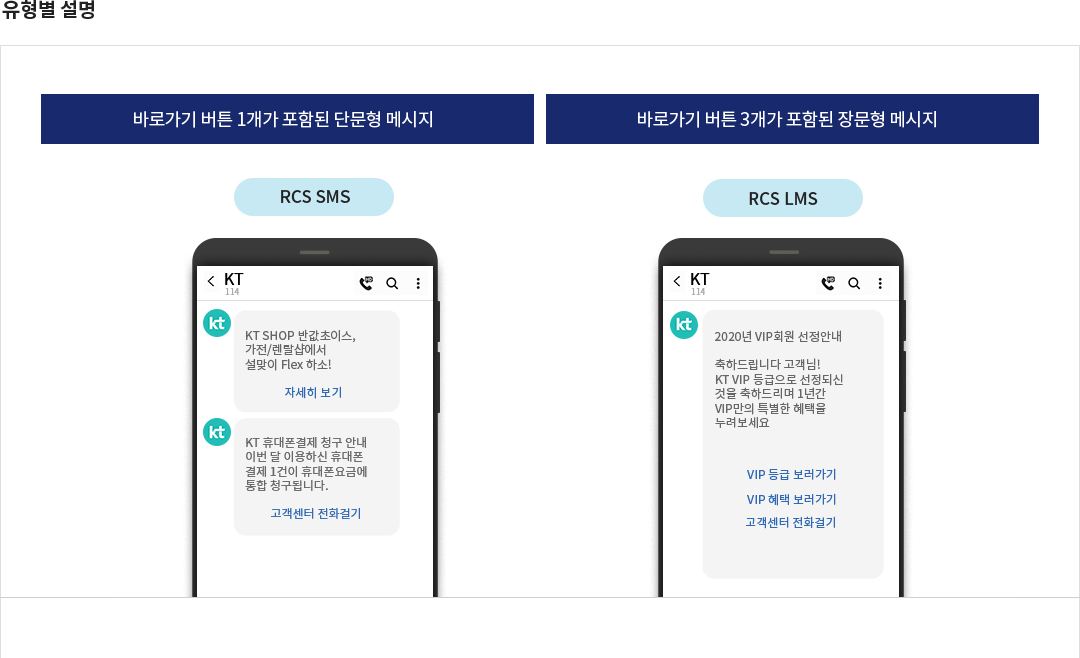 유형별 설명
바로가기 버튼 1개가 포함된 단문형 메시지
바로가기 버튼 3개가 포함된 장문형 메시지
RCS SMS
KT
114
HD
kt
KT SHOP 반값초이스,
가전/렌탈샵에서
설맞이 Flex 하소!
자세히 보기
kt
KT 휴대폰결제 청구 안내
이번 달 이용하신 휴대폰
결제 1건이 휴대폰요금에
통합 청구됩니다.
고객센터 전화걸기
RCS LMS
KT
114
HD
kt
2020년 VIP회원 선정안내
축하드립니다 고객님!
KT VIP 등급으로 선정되신
것을 축하드리며 1년간
VIP만의 특별한 혜택을
누려보세요
VIP 등급 보러가기
VIP 혜택 보러가기
고객센터 전화걸기